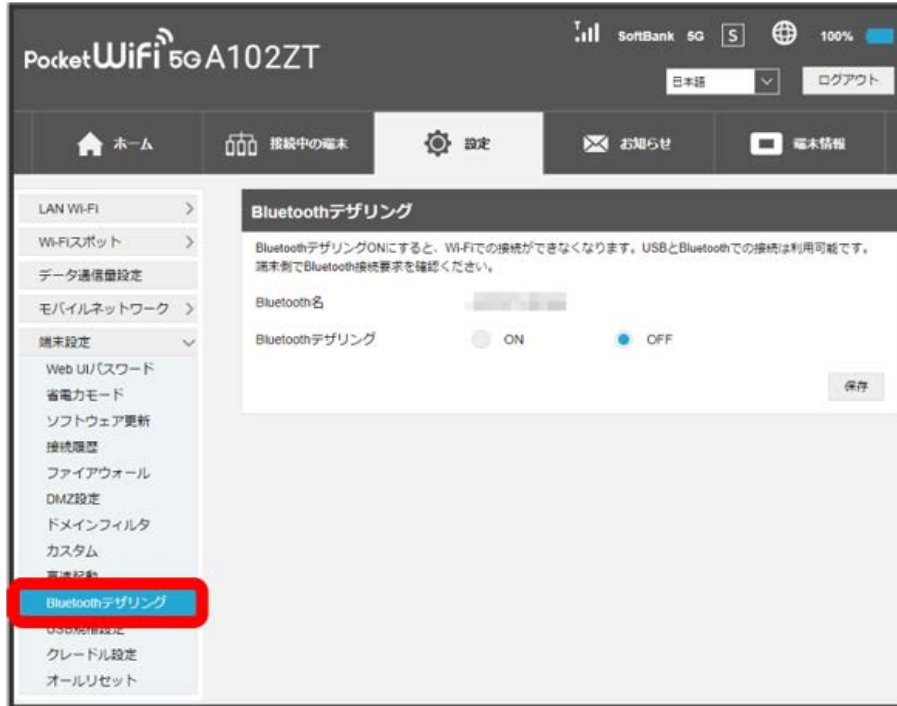 SoftBank 5G S 100%
Pocket WiFi 5G A102ZT
日本語 ログアウト
ホーム 接続中の端末 設定 お知らせ 端末情報
LAN Wi-Fi
Wi-Fiスポット
データ通信量設定
モバイルネットワーク
端末設定
Web UIパスワード
省電力モード
ソフトウェア更新
接続履歴
ファイアウォール
DMZ設定
ドメインフィルタ
カスタム
高速起動
Bluetoothテザリング
USB規格設定
クレードル設定
オールリセット
Bluetoothテザリング
BluetoothテザリングONにすると、Wi-Fiでの接続ができなくなります。USBとBluetoothでの接続は利用可能です。
端末側でBluetooth接続要求を確認ください。
Bluetooth名
Bluetoothテザリング ON OFF
保存